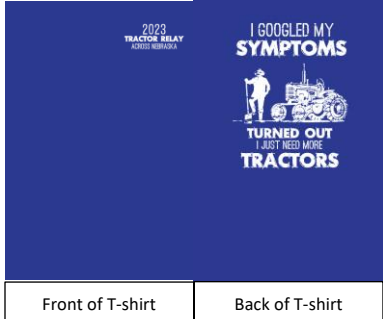 2023
TRACTOR RELAY
ACROSS NEBRASKA
I GOOGLED MY
SYMPTOMS
TURNED OUT
I JUST NEED MORE
TRACTORS
Front of T-shirt
Back of T-shirt